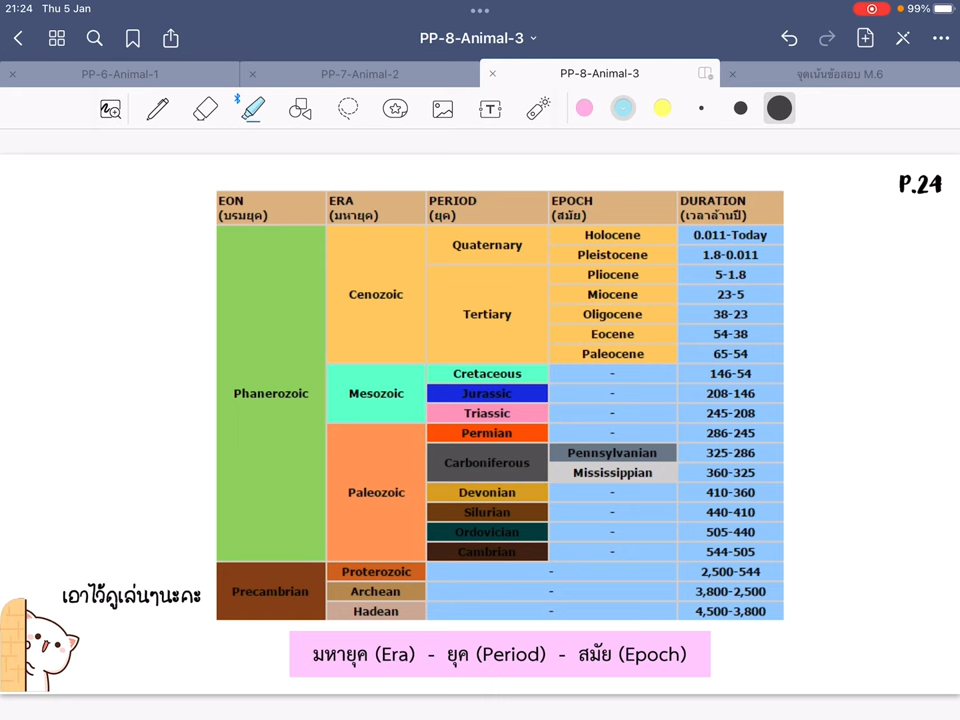 21:24 Thu 5 Jan
99%
PP-8-Animal-3
PP-6-Animal-1
PP-7-Animal-2
PP-8-Animal-3
จุดเน้นข้อสอบ M.6
T
P.24
EON (บรมยุค)
ERA (มหายุค)
PERIOD (ยุค)
EPOCH (สมัย)
DURATION (เวลาล้านปี)
Phanerozoic
Cenozoic
Quaternary
Holocene
0.011-Today
Pleistocene
1.8-0.011
Tertiary
Pliocene
5-1.8
Miocene
23-5
Oligocene
38-23
Eocene
54-38
Paleocene
65-54
Mesozoic
Cretaceous
-
146-54
Jurassic
-
208-146
Triassic
-
245-208
Paleozoic
Permian
-
286-245
Carboniferous
Pennsylvanian
325-286
Mississippian
360-325
Devonian
-
410-360
Silurian
-
440-410
Ordovician
-
505-440
Cambrian
-
544-505
Precambrian
Proterozoic
-
2,500-544
Archean
-
3,800-2,500
Hadean
-
4,500-3,800
เอาไว้ดูเล่นๆนะคะ
มหายุค (Era) - ยุค (Period) - สมัย (Epoch)